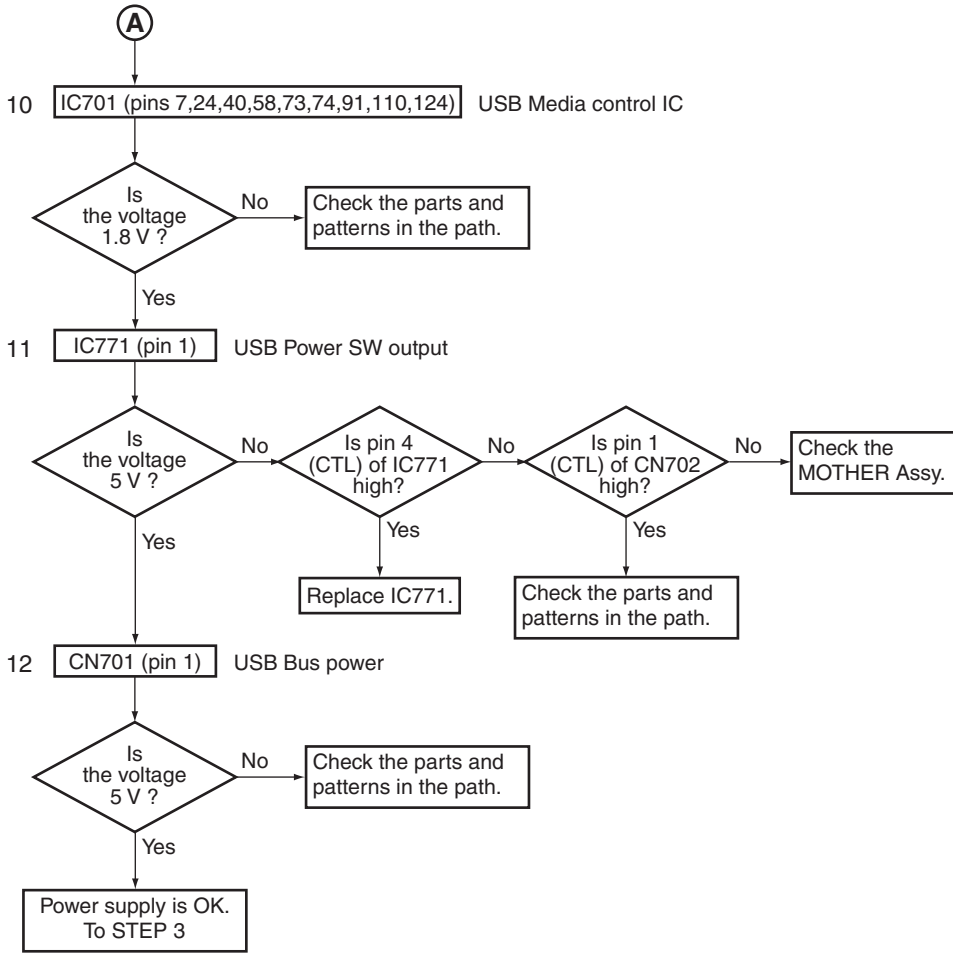 A
10 IC701 (pins 7,24,40,58,73,74,91,110,124) USB Media control IC
Is
the voltage
1.8 V ?
No
Check the parts and
patterns in the path.
Yes
11 IC771 (pin 1) USB Power SW output
Is
the voltage
5 V ?
No
Is pin 4
(CTL) of IC771
high?
No
Is pin 1
(CTL) of CN702
high?
No
Check the
MOTHER Assy.
Yes
Yes
Replace IC771.
Yes
Check the parts and
patterns in the path.
12 CN701 (pin 1) USB Bus power
Is
the voltage
5 V ?
No
Check the parts and
patterns in the path.
Yes
Power supply is OK.
To STEP 3